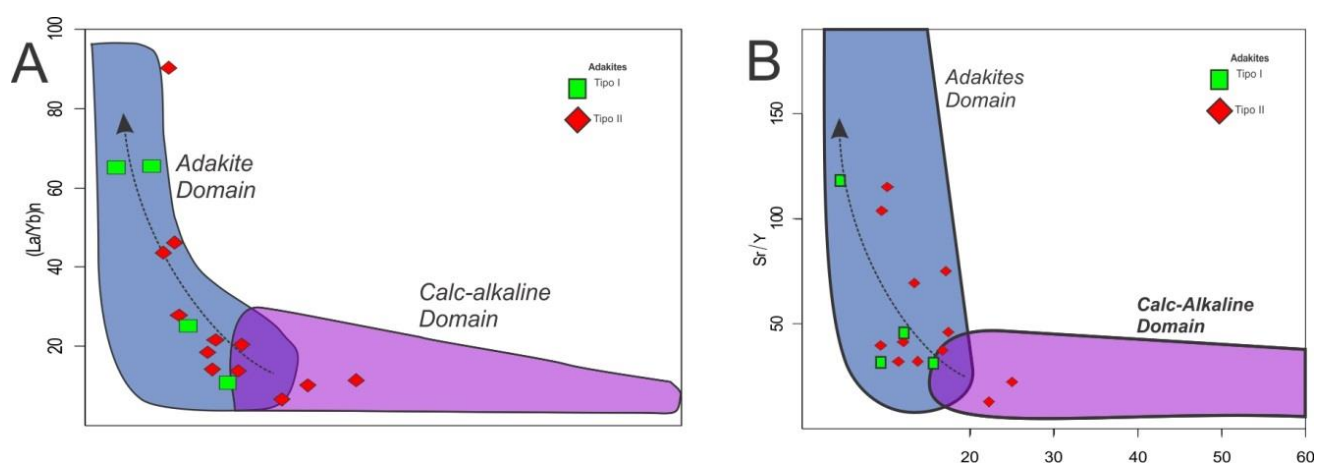 A
100
80
60
40
20
(La/Yb)n
Adakites
Tipo I
Tipo II
Adakite
Domain
Calc-alkaline
Domain
B
150
100
50
Sr/Y
Adakites
Domain
Adakites
Tipo I
Tipo II
Calc-Alkaline
Domain
20
30
40
50
60